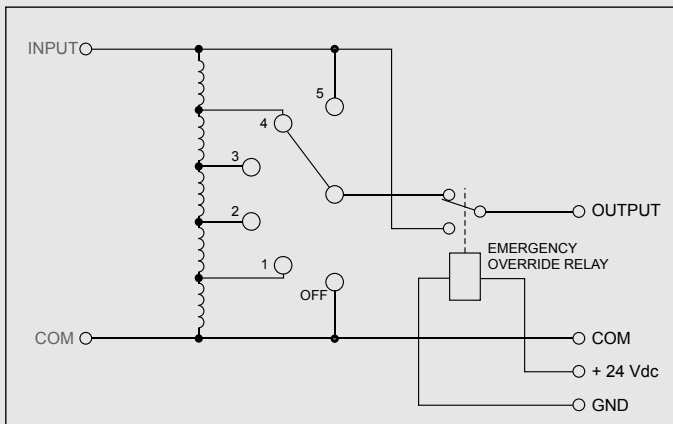 INPUT
5
4
3
2
1
OFF
OUTPUT
EMERGENCY
OVERRIDE RELAY
COM
COM
+ 24 Vdc
GND